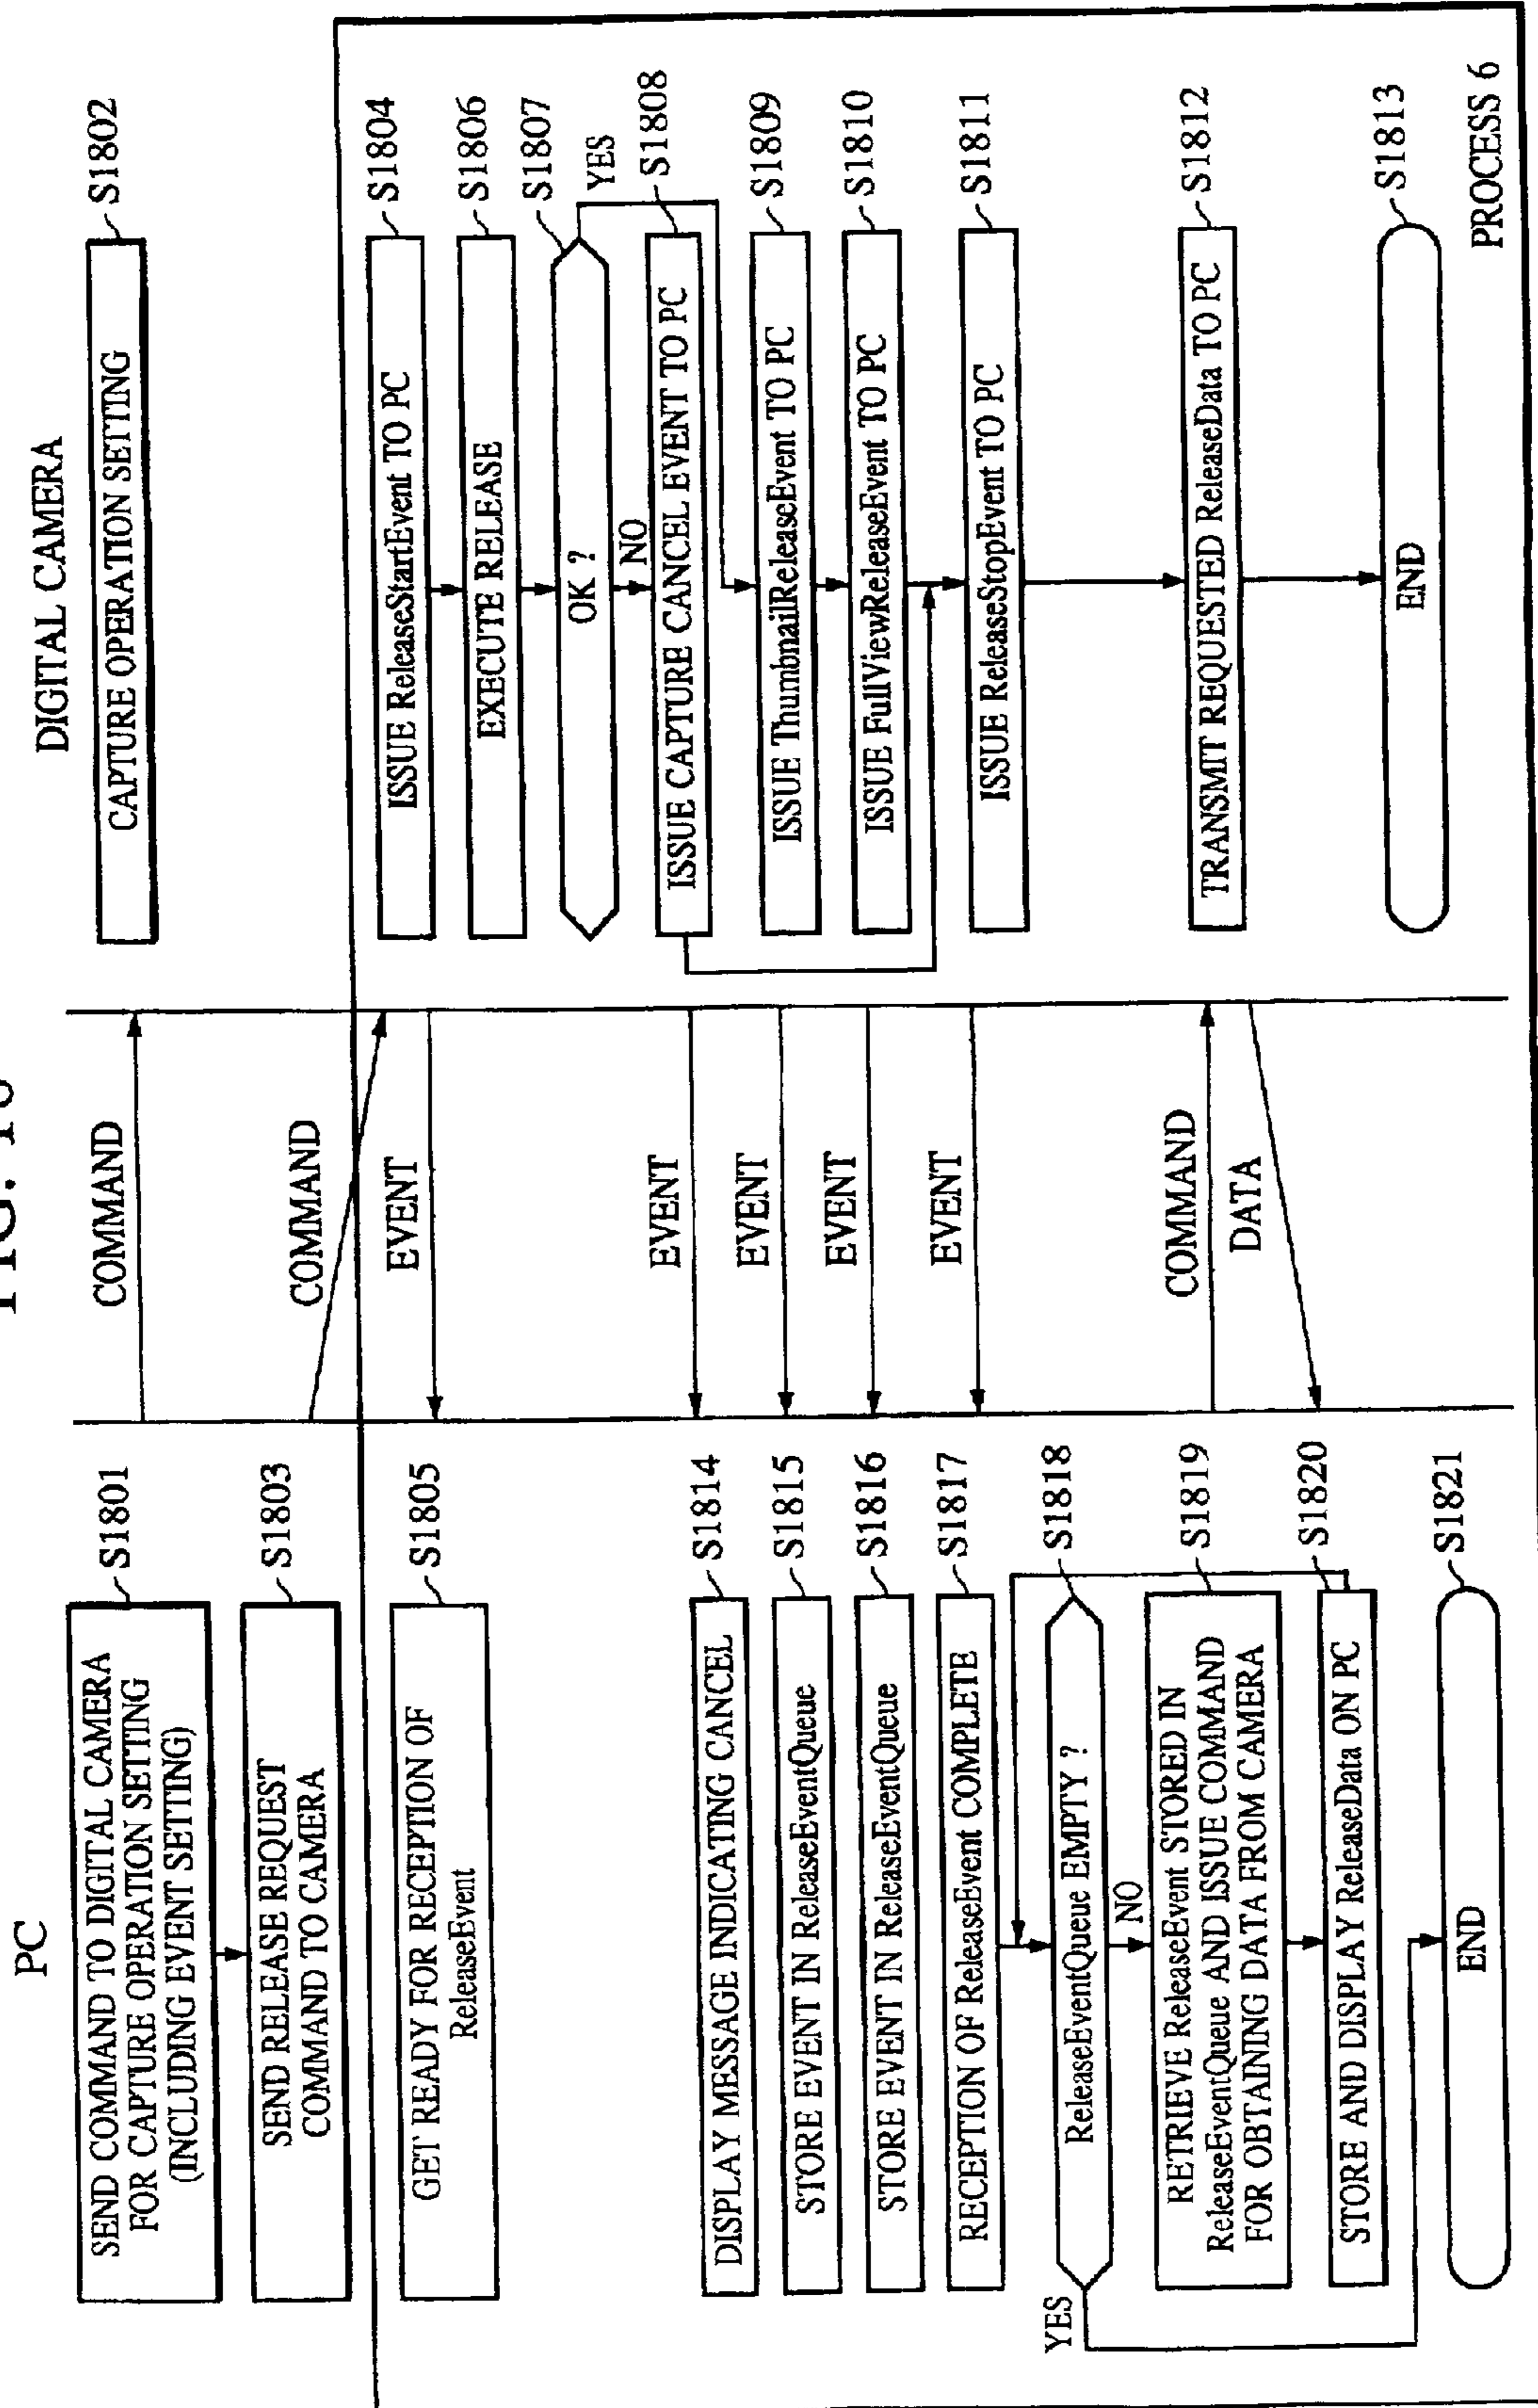 PC
SEND COMMAND TO DIGITAL CAMERA
FOR CAPTURE OPERATION SETTING
(INCLUDING EVENT SETTING)
S1801
SEND RELEASE REQUEST
COMMAND TO CAMERA
S1803
GET READY FOR RECEPTION OF
ReleaseEvent
S1805
DISPLAY MESSAGE INDICATING CANCEL
S1814
STORE EVENT IN ReleaseEventQueue
S1815
STORE EVENT IN ReleaseEventQueue
S1816
RECEPTION OF ReleaseEvent COMPLETE
S1817
YES
ReleaseEventQueue EMPTY ?
S1818
NO
RETRIEVE ReleaseEvent STORED IN
ReleaseEventQueue AND ISSUE COMMAND
FOR OBTAINING DATA FROM CAMERA
S1819
STORE AND DISPLAY ReleaseData ON PC
S1820
END
S1821
COMMAND
COMMAND
EVENT
EVENT
EVENT
EVENT
EVENT
COMMAND
DATA
DIGITAL CAMERA
CAPTURE OPERATION SETTING
S1802
ISSUE ReleaseStartEvent TO PC
S1804
EXECUTE RELEASE
S1806
OK ?
S1807
YES
NO
ISSUE CAPTURE CANCEL EVENT TO PC
S1808
ISSUE ThumbnailReleaseEvent TO PC
S1809
ISSUE FullViewReleaseEvent TO PC
S1810
ISSUE ReleaseStopEvent TO PC
S1811
TRANSMIT REQUESTED ReleaseData TO PC
S1812
END
S1813
PROCESS 6